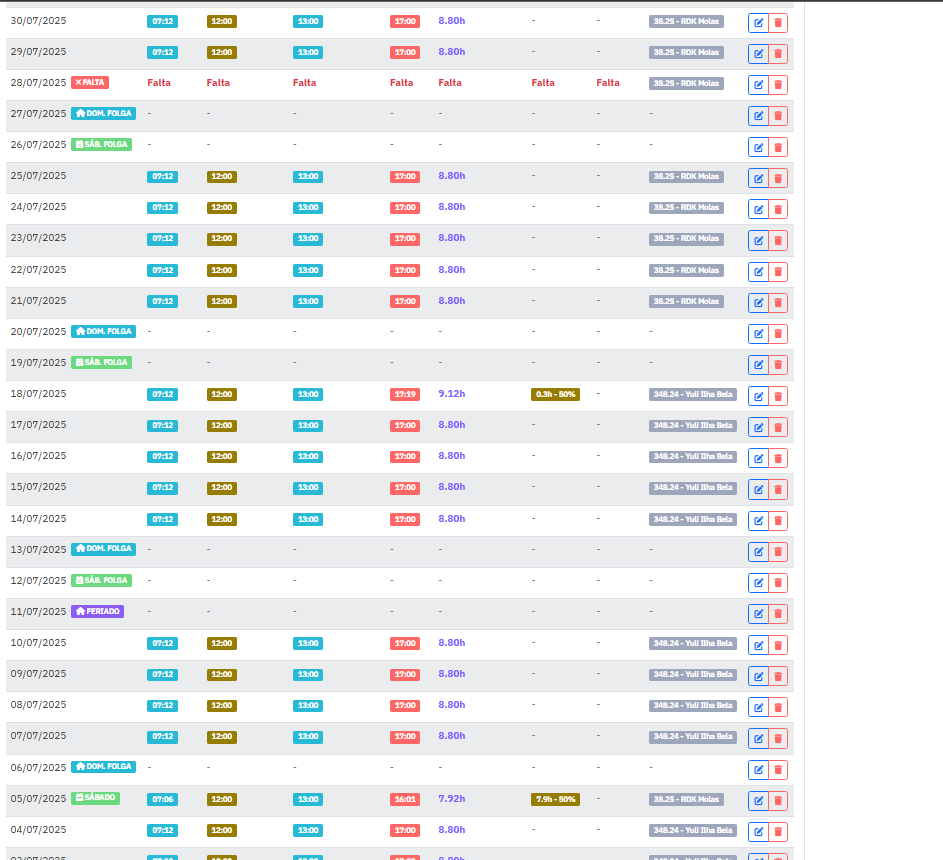 30/07/2025 07:12 12:00 13:00 17:00 8.80h - - 38.25 - RDK Molas
29/07/2025 07:12 12:00 13:00 17:00 8.80h - - 38.25 - RDK Molas
28/07/2025 FALTA Falta Falta Falta Falta Falta Falta Falta 38.25 - RDK Molas
27/07/2025 DOM. FOLGA - - - - - - - -
26/07/2025 SÁB. FOLGA - - - - - - - -
25/07/2025 07:12 12:00 13:00 17:00 8.80h - - 38.25 - RDK Molas
24/07/2025 07:12 12:00 13:00 17:00 8.80h - - 38.25 - RDK Molas
23/07/2025 07:12 12:00 13:00 17:00 8.80h - - 38.25 - RDK Molas
22/07/2025 07:12 12:00 13:00 17:00 8.80h - - 38.25 - RDK Molas
21/07/2025 07:12 12:00 13:00 17:00 8.80h - - 38.25 - RDK Molas
20/07/2025 DOM. FOLGA - - - - - - - -
19/07/2025 SÁB. FOLGA - - - - - - - -
18/07/2025 07:12 12:00 13:00 17:19 9.12h 0.3h - 50% - 348.24 - Yuli Ilha Bela
17/07/2025 07:12 12:00 13:00 17:00 8.80h - - 348.24 - Yuli Ilha Bela
16/07/2025 07:12 12:00 13:00 17:00 8.80h - - 348.24 - Yuli Ilha Bela
15/07/2025 07:12 12:00 13:00 17:00 8.80h - - 348.24 - Yuli Ilha Bela
14/07/2025 07:12 12:00 13:00 17:00 8.80h - - 348.24 - Yuli Ilha Bela
13/07/2025 DOM. FOLGA - - - - - - - -
12/07/2025 SÁB. FOLGA - - - - - - - -
11/07/2025 FERIADO - - - - - - - -
10/07/2025 07:12 12:00 13:00 17:00 8.80h - - 348.24 - Yuli Ilha Bela
09/07/2025 07:12 12:00 13:00 17:00 8.80h - - 348.24 - Yuli Ilha Bela
08/07/2025 07:12 12:00 13:00 17:00 8.80h - - 348.24 - Yuli Ilha Bela
07/07/2025 07:12 12:00 13:00 17:00 8.80h - - 348.24 - Yuli Ilha Bela
06/07/2025 DOM. FOLGA - - - - - - - -
05/07/2025 SÁBADO 07:06 12:00 13:00 16:01 7.92h 7.9h - 50% - 38.25 - RDK Molas
04/07/2025 07:12 12:00 13:00 17:00 8.80h - - 348.24 - Yuli Ilha Bela